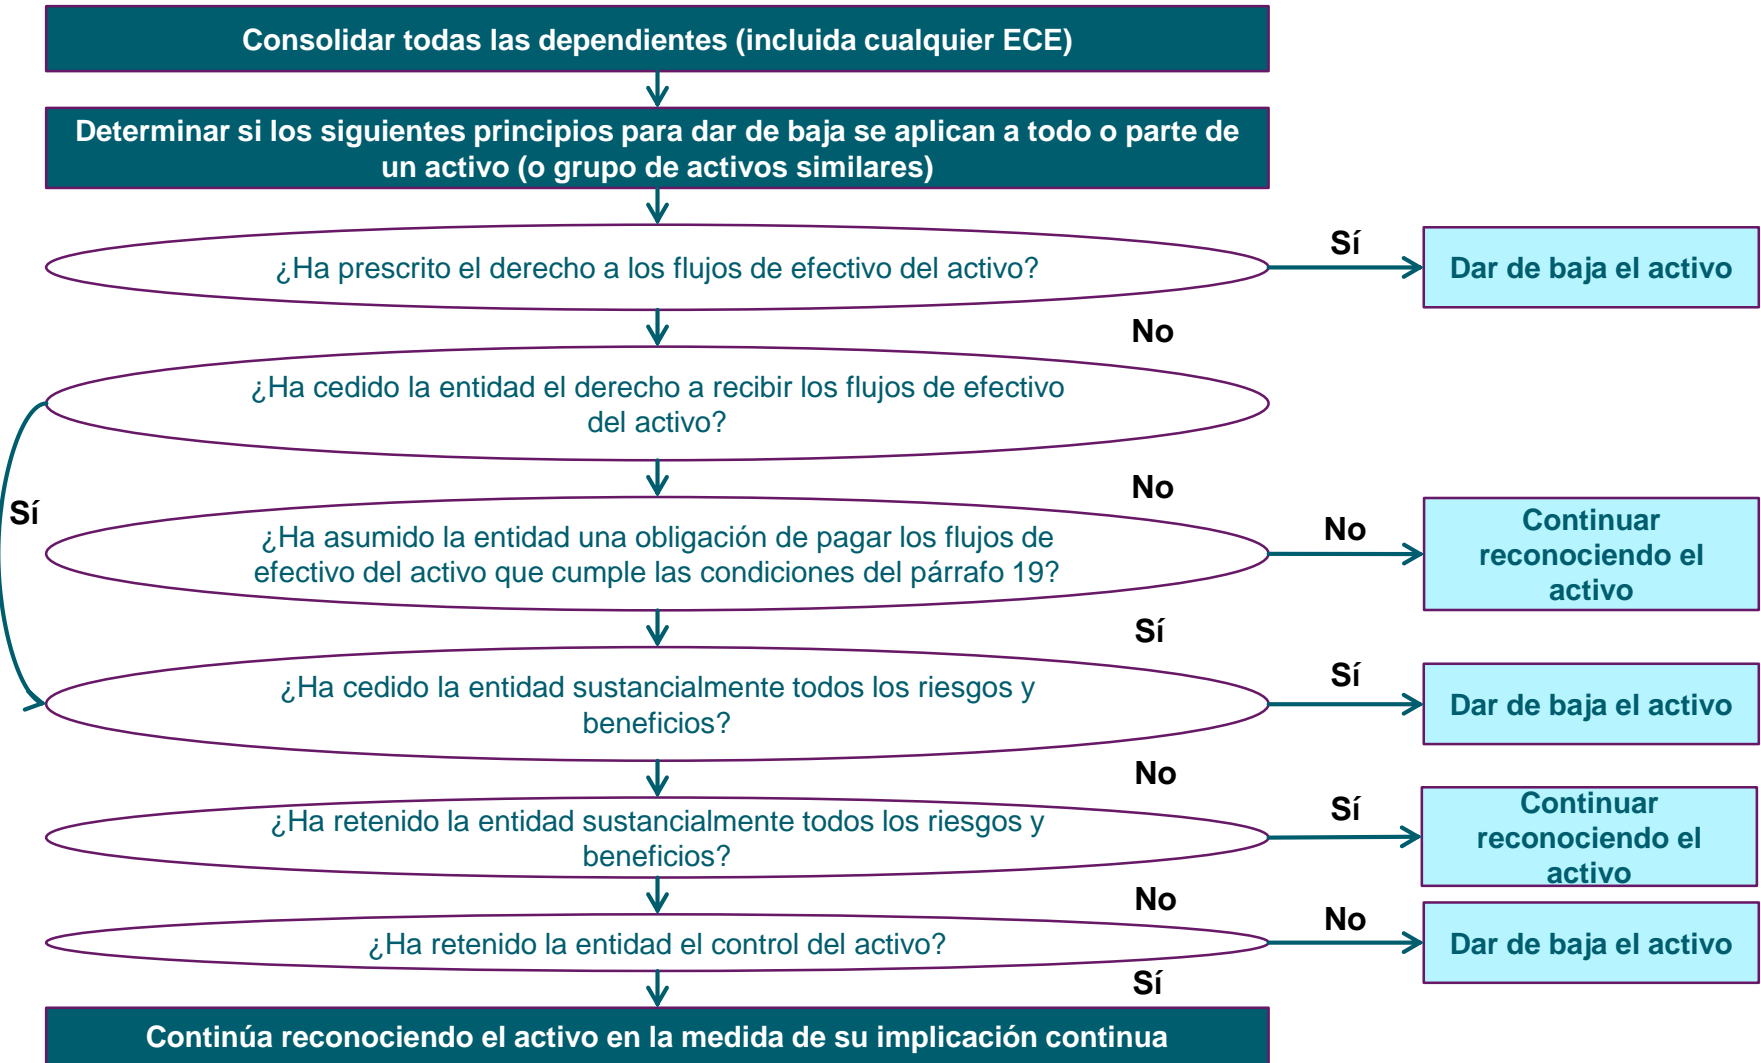 Consolidar todas las dependientes (incluida cualquier ECE)
Determinar si los siguientes principios para dar de baja se aplican a todo o parte de
un activo (o grupo de activos similares)
¿Ha prescrito el derecho a los flujos de efectivo del activo?
Sí
Dar de baja el activo
No
¿Ha cedido la entidad el derecho a recibir los flujos de efectivo
del activo?
Sí
No
¿Ha asumido la entidad una obligación de pagar los flujos de
efectivo del activo que cumple las condiciones del párrafo 19?
No
Continuar
reconociendo el
activo
Sí
¿Ha cedido la entidad sustancialmente todos los riesgos y
beneficios?
Sí
Dar de baja el activo
No
¿Ha retenido la entidad sustancialmente todos los riesgos y
beneficios?
Sí
Continuar
reconociendo el
activo
No
¿Ha retenido la entidad el control del activo?
No
Dar de baja el activo
Sí
Continúa reconociendo el activo en la medida de su implicación continua